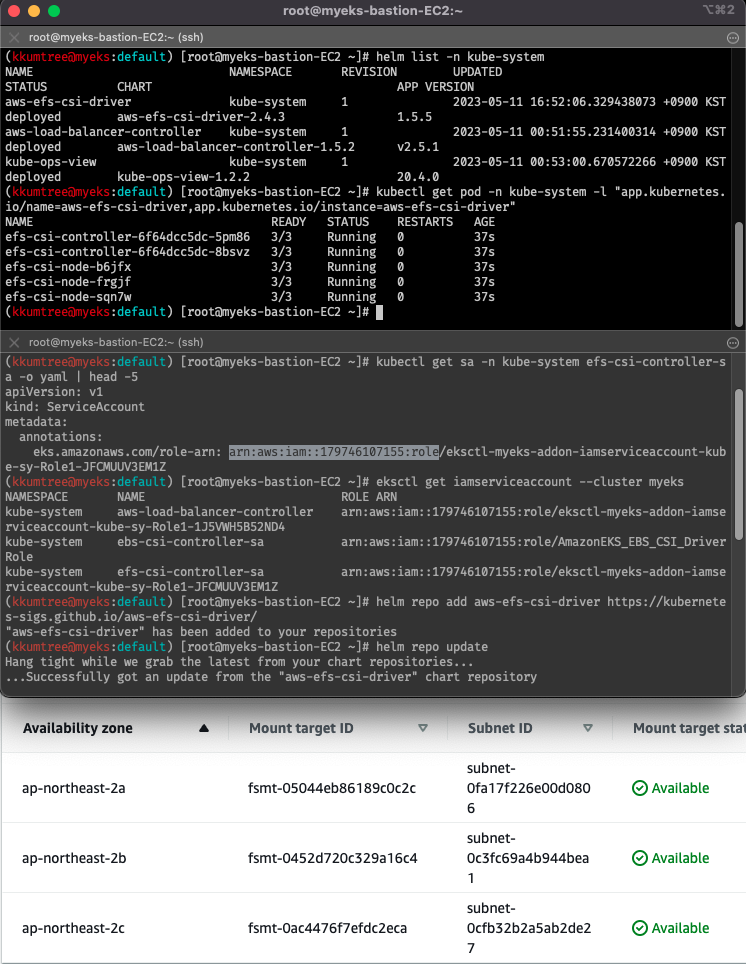 root@myeks-bastion-EC2:~
⌥⌘2
root@myeks-bastion-EC2:~ (ssh)
(kkumtree@myeks:default) [root@myeks-bastion-EC2 ~]# helm list -n kube-system
NAME NAMESPACE REVISION UPDATED
STATUS CHART APP VERSION
aws-efs-csi-driver kube-system 1 2023-05-11 16:52:06.329438073 +0900 KST
deployed aws-efs-csi-driver-2.4.3 1.5.5
aws-load-balancer-controller kube-system 1 2023-05-11 00:51:55.231400314 +0900 KST
deployed aws-load-balancer-controller-1.5.2 v2.5.1
kube-ops-view kube-system 1 2023-05-11 00:53:00.670572266 +0900 KST
deployed kube-ops-view-1.2.2 20.4.0
(kkumtree@myeks:default) [root@myeks-bastion-EC2 ~]# kubectl get pod -n kube-system -l "app.kubernetes.
io/name=aws-efs-csi-driver,app.kubernetes.io/instance=aws-efs-csi-driver"
NAME READY STATUS RESTARTS AGE
efs-csi-controller-6f64dcc5dc-5pm86 3/3 Running 0 37s
efs-csi-controller-6f64dcc5dc-8bsvz 3/3 Running 0 37s
efs-csi-node-b6jfx 3/3 Running 0 37s
efs-csi-node-frgjf 3/3 Running 0 37s
efs-csi-node-sqn7w 3/3 Running 0 37s
(kkumtree@myeks:default) [root@myeks-bastion-EC2 ~]#
root@myeks-bastion-EC2:~ (ssh)
(kkumtree@myeks:default) [root@myeks-bastion-EC2 ~]# kubectl get sa -n kube-system efs-csi-controller-s
a -o yaml | head -5
apiVersion: v1
kind: ServiceAccount
metadata:
annotations:
eks.amazonaws.com/role-arn: arn:aws:iam::179746107155:role/eksctl-myeks-addon-iamserviceaccount-kub
e-sy-Role1-JFCMUUV3EM1Z
(kkumtree@myeks:default) [root@myeks-bastion-EC2 ~]# eksctl get iamserviceaccount --cluster myeks
NAMESPACE NAME ROLE ARN
kube-system aws-load-balancer-controller arn:aws:iam::179746107155:role/eksctl-myeks-addon-iamse
rviceaccount-kube-sy-Role1-1J5VWH5B52ND4
kube-system ebs-csi-controller-sa arn:aws:iam::179746107155:role/AmazonEKS_EBS_CSI_Driver
Role
kube-system efs-csi-controller-sa arn:aws:iam::179746107155:role/eksctl-myeks-addon-iamse
rviceaccount-kube-sy-Role1-JFCMUUV3EM1Z
(kkumtree@myeks:default) [root@myeks-bastion-EC2 ~]# helm repo add aws-efs-csi-driver https://kubernete
s-sigs.github.io/aws-efs-csi-driver/
"aws-efs-csi-driver" has been added to your repositories
(kkumtree@myeks:default) [root@myeks-bastion-EC2 ~]# helm repo update
Hang tight while we grab the latest from your chart repositories...
...Successfully got an update from the "aws-efs-csi-driver" chart repository
Availability zone Mount target ID Subnet ID Mount target stat
ap-northeast-2a fsmt-05044eb86189c0c2c subnet-
0fa17f226e00d080
6 Available
ap-northeast-2b fsmt-0452d720c329a16c4 subnet-
0c3fc69a4b944bea
1 Available
ap-northeast-2c fsmt-0ac4476f7efdc2eca subnet-
0cfb32b2a5ab2de2
7 Available